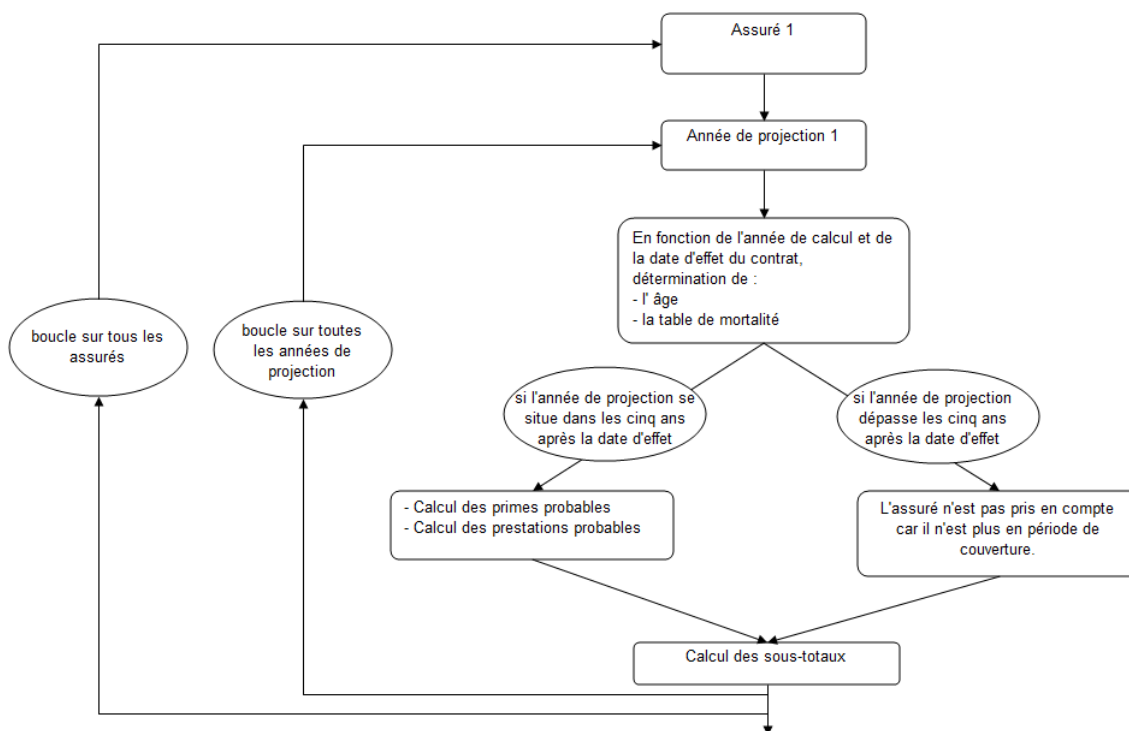 Assuré 1
Année de projection 1
En fonction de l'année de calcul et de
la date d'effet du contrat,
détermination de :
- l' âge
- la table de mortalité
boucle sur tous les
assurés
boucle sur toutes
les années de
projection
si l'année de projection se
situe dans les cinq ans
après la date d'effet
si l'année de projection
dépasse les cinq ans
après la date d'effet
- Calcul des primes probables
- Calcul des prestations probables
L'assuré n'est pas pris en compte
car il n'est plus en période de
couverture.
Calcul des sous-totaux